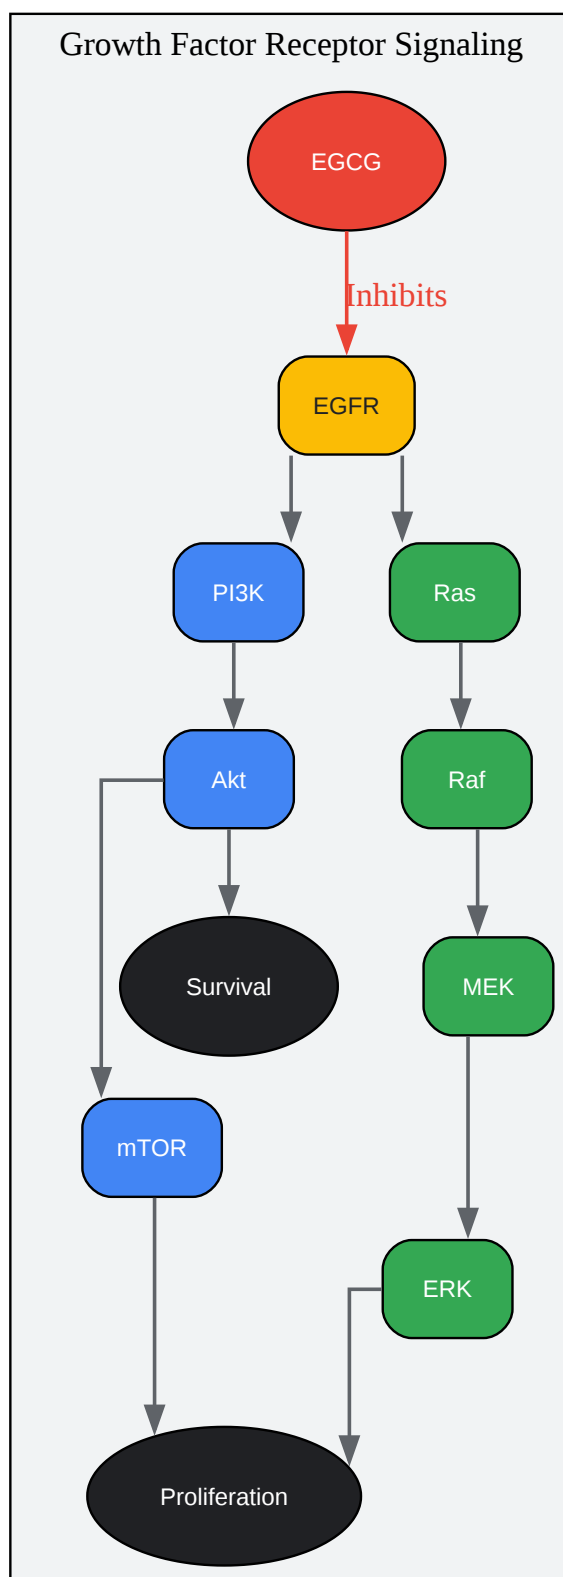 Growth Factor Receptor Signaling
EGCG
Inhibits
EGFR
PI3K
Ras
Akt
Raf
Survival
MEK
mTOR
ERK
Proliferation